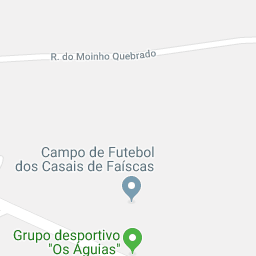 R. do Moinho Quebrado
Campo de Futebol
dos Casais de Faíscas
Grupo desportivo
"Os Águias"